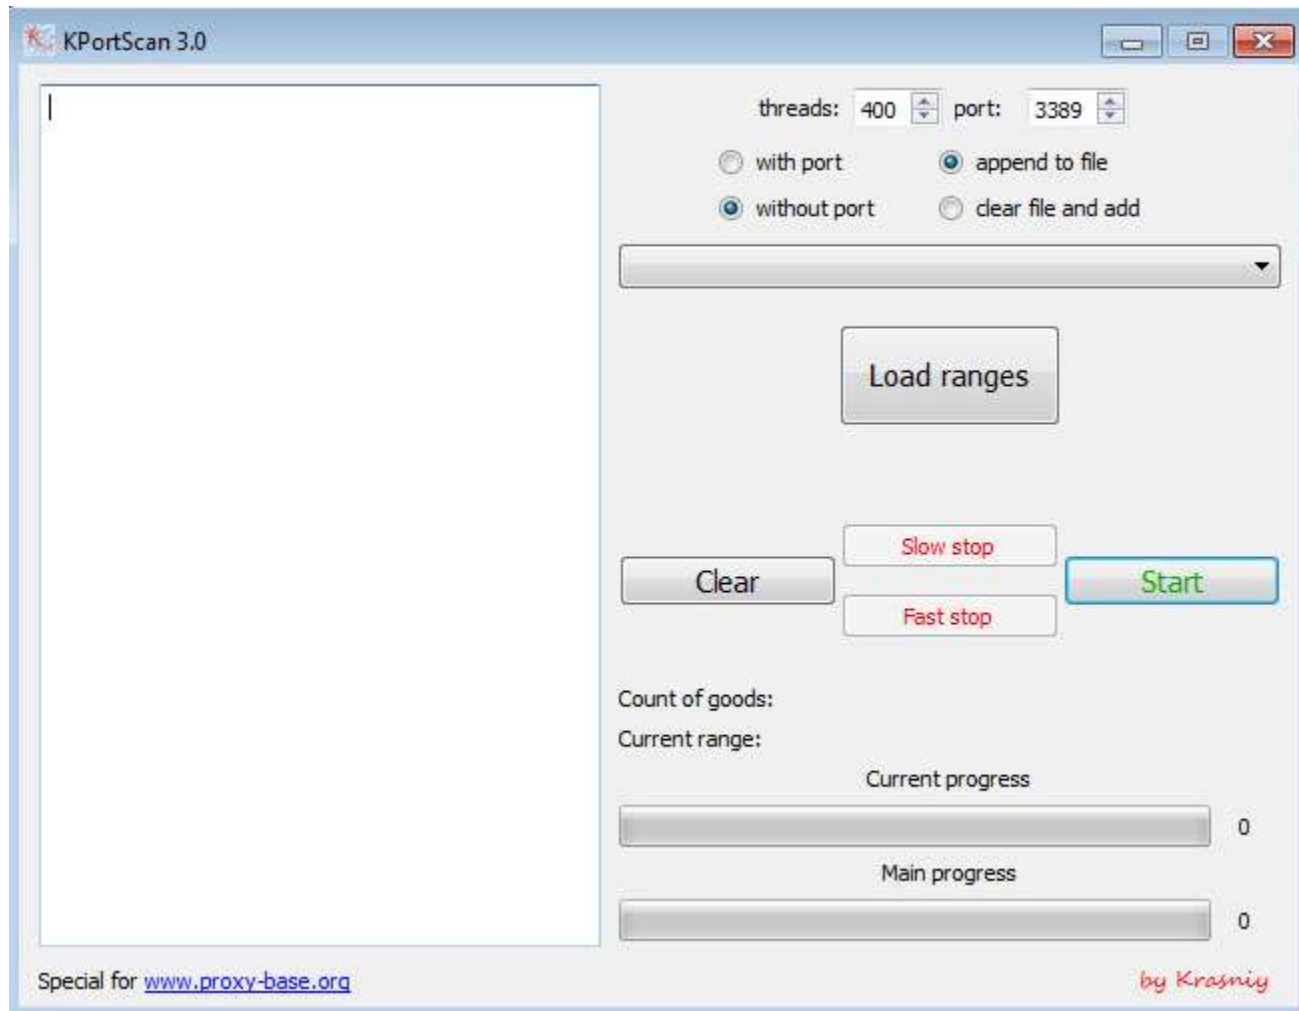 KPortScan 3.0
threads: 400 port: 3389
with port append to file
without port clear file and add
Load ranges
Slow stop
Clear Start
Fast stop
Count of goods:
Current range:
Current progress
0
Main progress
0
Special for www.proxy-base.org by Krasniy